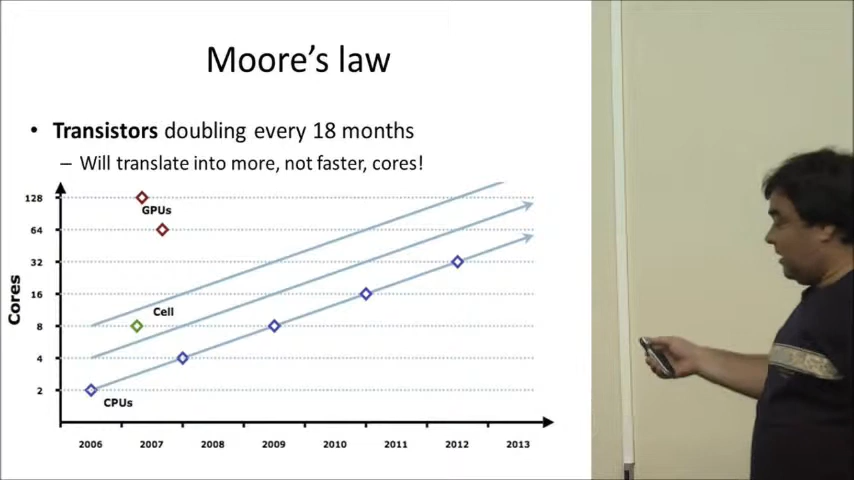 Moore's law
• Transistors doubling every 18 months
– Will translate into more, not faster, cores!
128
GPUs
64
32
Cell
16
8
4
2
CPUs
Cores
2006 2007 2008 2009 2010 2011 2012 2013